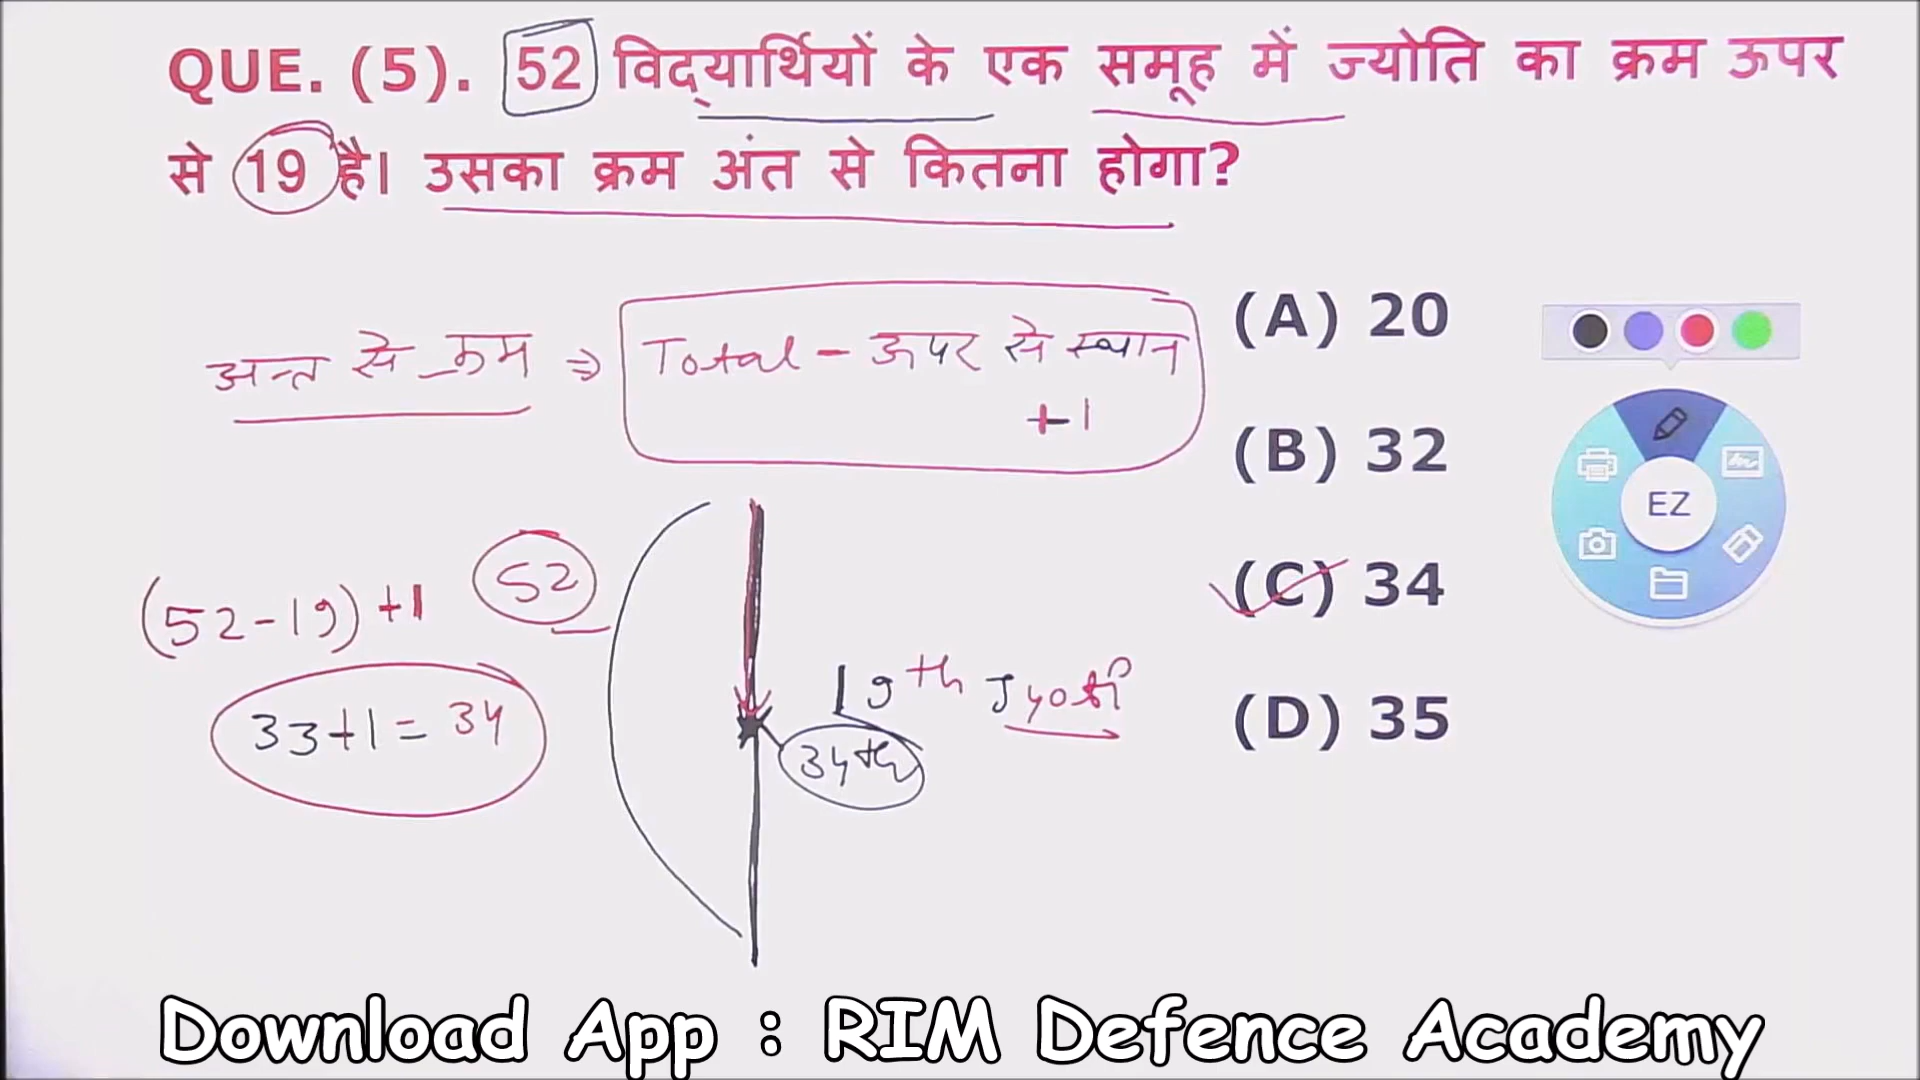 QUE. (5). 52 विद्यार्थियों के एक समूह में ज्योति का क्रम ऊपर
से 19 है। उसका क्रम अंत से कितना होगा?
अन्त से क्रम ⇒ Total - ऊपर से स्थान
+1
(A) 20
(B) 32
(C) 34
(D) 35
EZ
(52-19)+1
52
33+1=34
19th Jyoti
34th
Download App : RIM Defence Academy